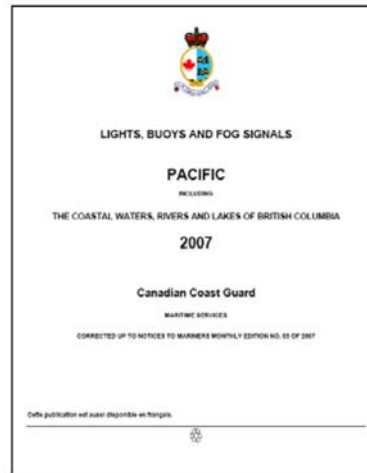 LIGHTS, BUOYS AND FOG SIGNALS
PACIFIC
INCLUDING
THE COASTAL WATERS, RIVERS AND LAKES OF BRITISH COLUMBIA
2007
Canadian Coast Guard
MARITIME SERVICES
CORRECTED UP TO NOTICES TO MARINERS MONTHLY EDITION NO. 05 OF 2007
Cette publication est aussi disponible en français.